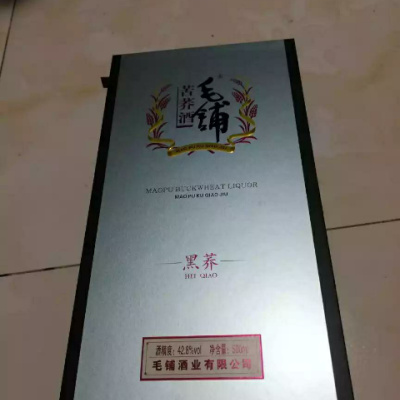 毛铺
苦荞酒
MAOPU BUCKWHEAT LIQUOR
MAOPU KU QIAO JIU
黑荞
HEI QIAO
酒精度：42.8%vol 净含量：500ml
毛铺酒业有限公司